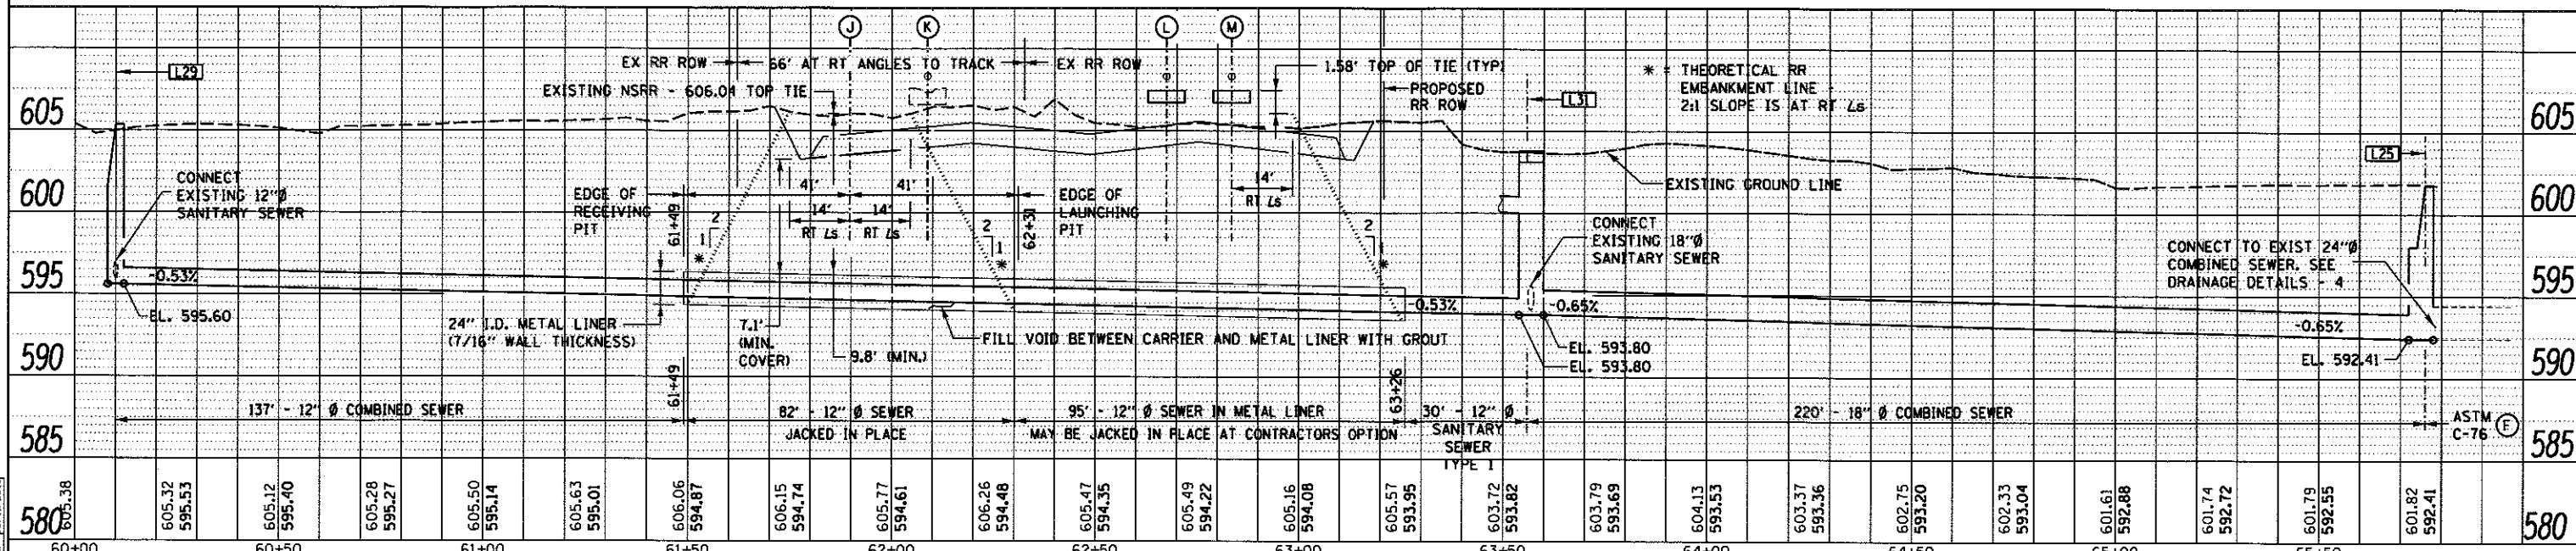 J K L M
EX RR ROW 66' AT RT ANGLES TO TRACK EX RR ROW
L29
1.58' TOP OF TIE (TYP)
* = THEORETICAL RR
EMBANKMENT LINE
2:1 SLOPE IS AT RT Ls
EXISTING NSRR - 606.04 TOP TIE
PROPOSED
RR ROW
L31
605 605
L25
CONNECT
EXISTING 12"Ø
SANITARY SEWER
EXISTING GROUND LINE
600 600
EDGE OF
RECEIVING
PIT
61+49
41' 41'
14' 14'
RT Ls RT Ls
EDGE OF
LAUNCHING
PIT
62+31
14'
RT Ls
2
1
*
2
1
*
2
1
*
CONNECT
EXISTING 18"Ø
SANITARY SEWER
CONNECT TO EXIST 24"Ø
COMBINED SEWER. SEE
DRAINAGE DETAILS - 4
595 595
-0.53%
-0.53%
-0.65%
-0.65%
EL. 595.60
24" I.D. METAL LINER
(7/16" WALL THICKNESS)
7.1'
(MIN.
COVER)
9.8' (MIN.)
FILL VOID BETWEEN CARRIER AND METAL LINER WITH GROUT
EL. 593.80
EL. 593.80
EL. 592.41
590 590
61+49
63+26
137' - 12" Ø COMBINED SEWER
82' - 12" Ø SEWER
JACKED IN PLACE
95' - 12" Ø SEWER IN METAL LINER
MAY BE JACKED IN PLACE AT CONTRACTORS OPTION
30' - 12" Ø
SANITARY
SEWER
TYPE 1
220' - 18" Ø COMBINED SEWER
ASTM
C-76 F
585 585
605.38
605.32
595.53
605.12
595.40
605.28
595.27
605.50
595.14
605.63
595.01
606.06
594.87
606.15
594.74
605.77
594.61
606.26
594.48
605.47
594.35
605.49
594.22
605.16
594.08
605.57
593.95
603.72
593.82
603.79
593.69
604.13
593.53
603.37
593.36
602.75
593.20
602.33
593.04
601.61
592.88
601.74
592.72
601.79
592.55
601.82
592.41
580 580
60+00 60+50 61+00 61+50 62+00 62+50 63+00 63+50 64+00 64+50 65+00 65+50